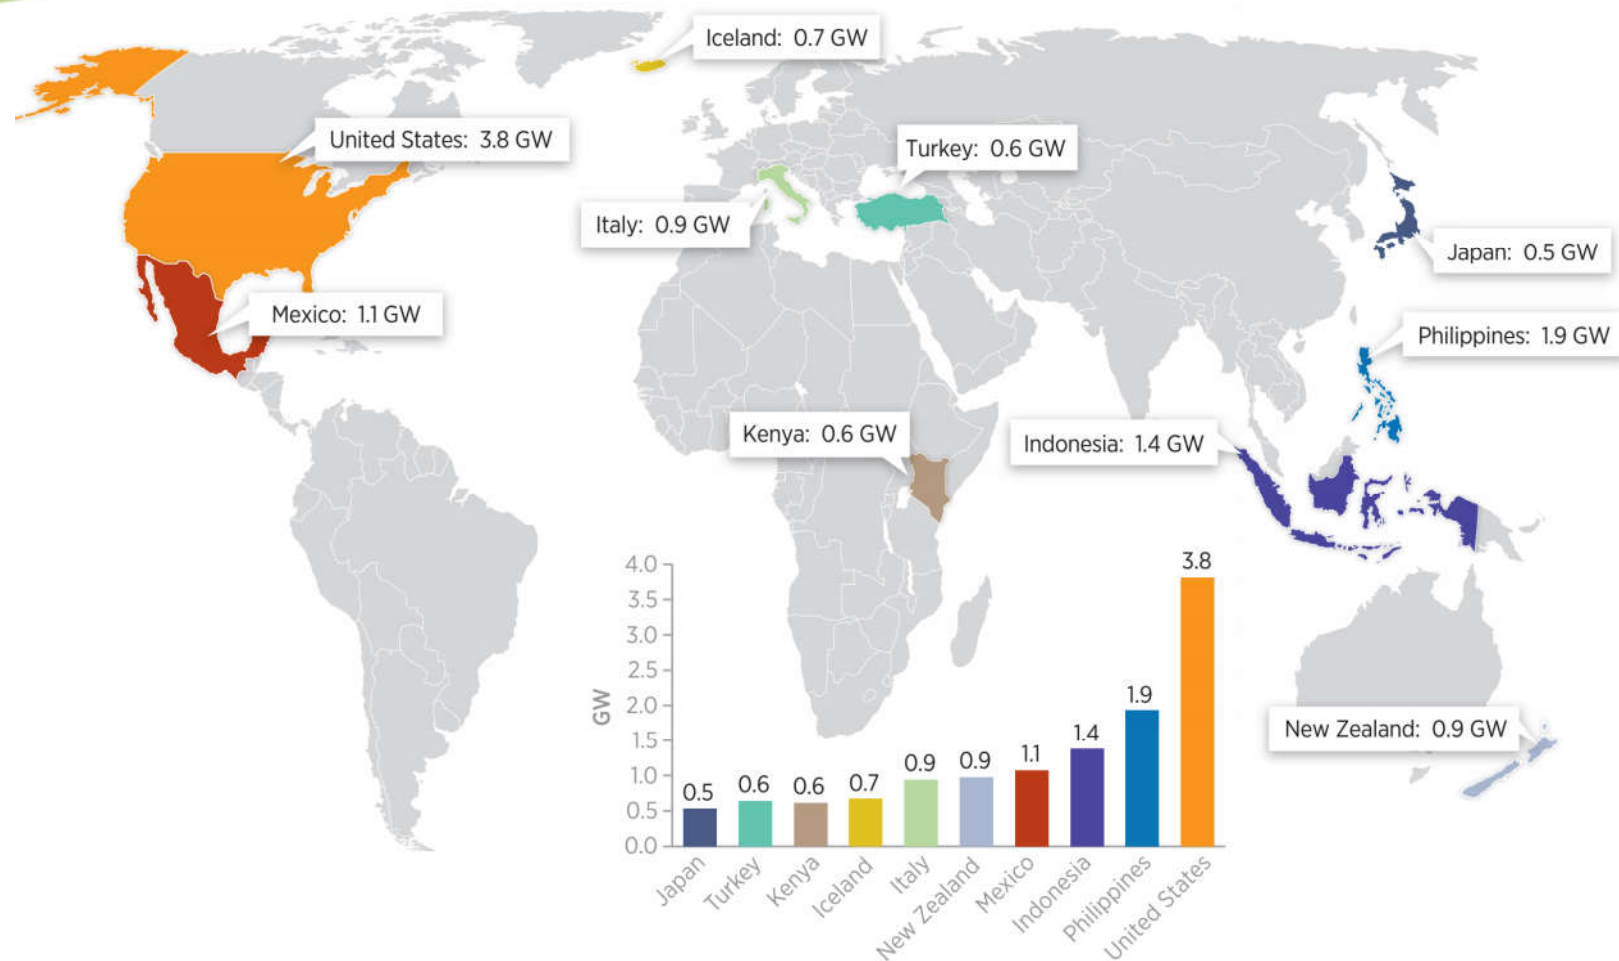 Iceland: 0.7 GW
United States: 3.8 GW
Turkey: 0.6 GW
Italy: 0.9 GW
Japan: 0.5 GW
Mexico: 1.1 GW
Philippines: 1.9 GW
Kenya: 0.6 GW
Indonesia: 1.4 GW
New Zealand: 0.9 GW
GW
4.0
3.5
3.0
2.5
2.0
1.5
1.0
0.5
0.0
0.5
0.6
0.6
0.7
0.9
0.9
1.1
1.4
1.9
3.8
Japan
Turkey
Kenya
Iceland
Italy
New Zealand
Mexico
Indonesia
Philippines
United States